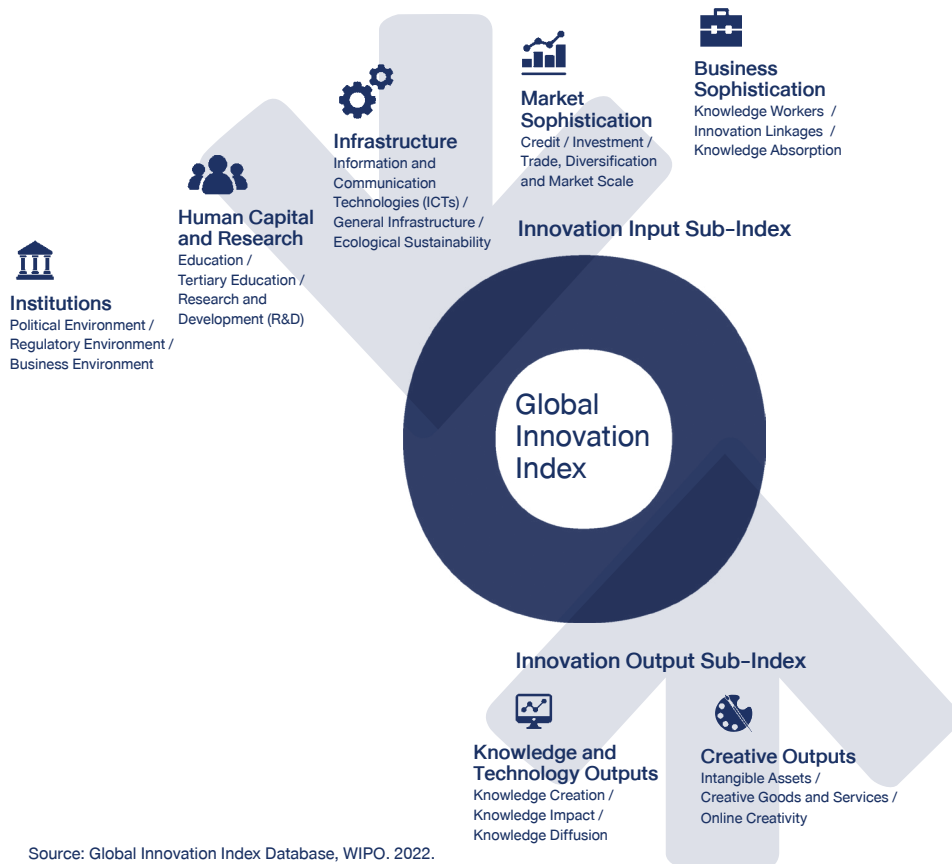 Institutions
Political Environment /
Regulatory Environment /
Business Environment
Human Capital
and Research
Education /
Tertiary Education /
Research and
Development (R&D)
Infrastructure
Information and
Communication
Technologies (ICTs) /
General Infrastructure /
Ecological Sustainability
Market
Sophistication
Credit / Investment /
Trade, Diversification
and Market Scale
Business
Sophistication
Knowledge Workers /
Innovation Linkages /
Knowledge Absorption
Innovation Input Sub-Index
Global
Innovation
Index
Innovation Output Sub-Index
Knowledge and
Technology Outputs
Knowledge Creation /
Knowledge Impact /
Knowledge Diffusion
Creative Outputs
Intangible Assets /
Creative Goods and Services /
Online Creativity
Source: Global Innovation Index Database, WIPO. 2022.